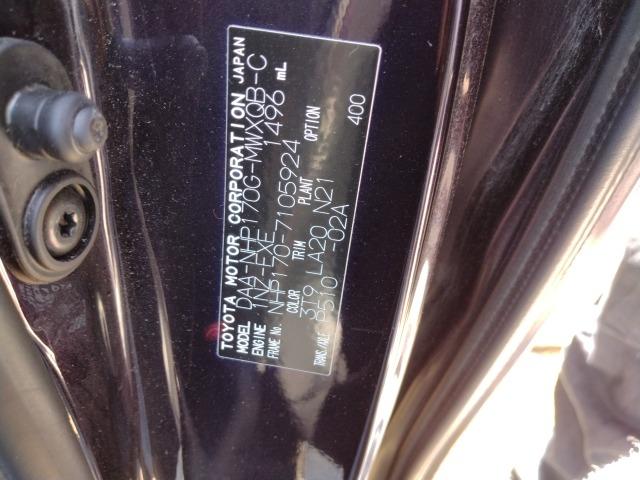 TOYOTA MOTOR CORPORATION JAPAN
MODEL DAA-NHP170G-MWXQB-C
ENGINE 1NZ-FXE 1496 mL
FRAME No. NHP170-7105924
COLOR TRIM PLANT OPTION
3T9 LA20 N21 400
TRANS./AXLE P510 -02A